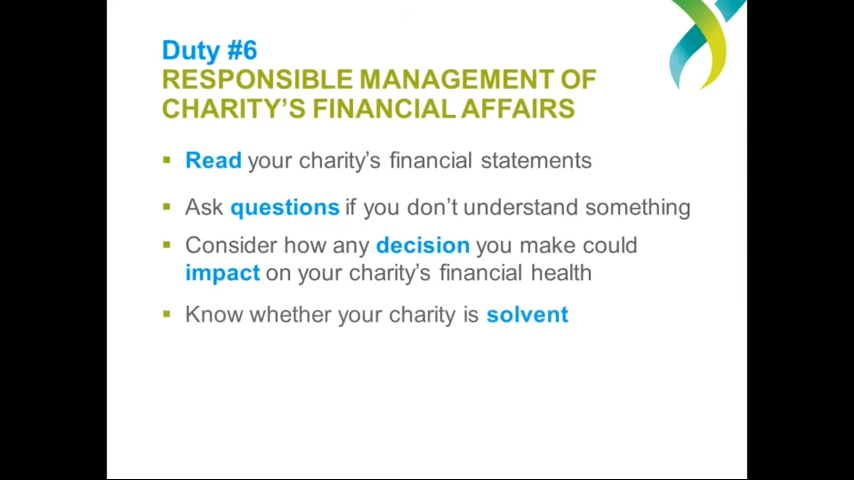 Duty #6
RESPONSIBLE MANAGEMENT OF
CHARITY'S FINANCIAL AFFAIRS
▪ Read your charity's financial statements
▪ Ask questions if you don't understand something
▪ Consider how any decision you make could
impact on your charity's financial health
▪ Know whether your charity is solvent